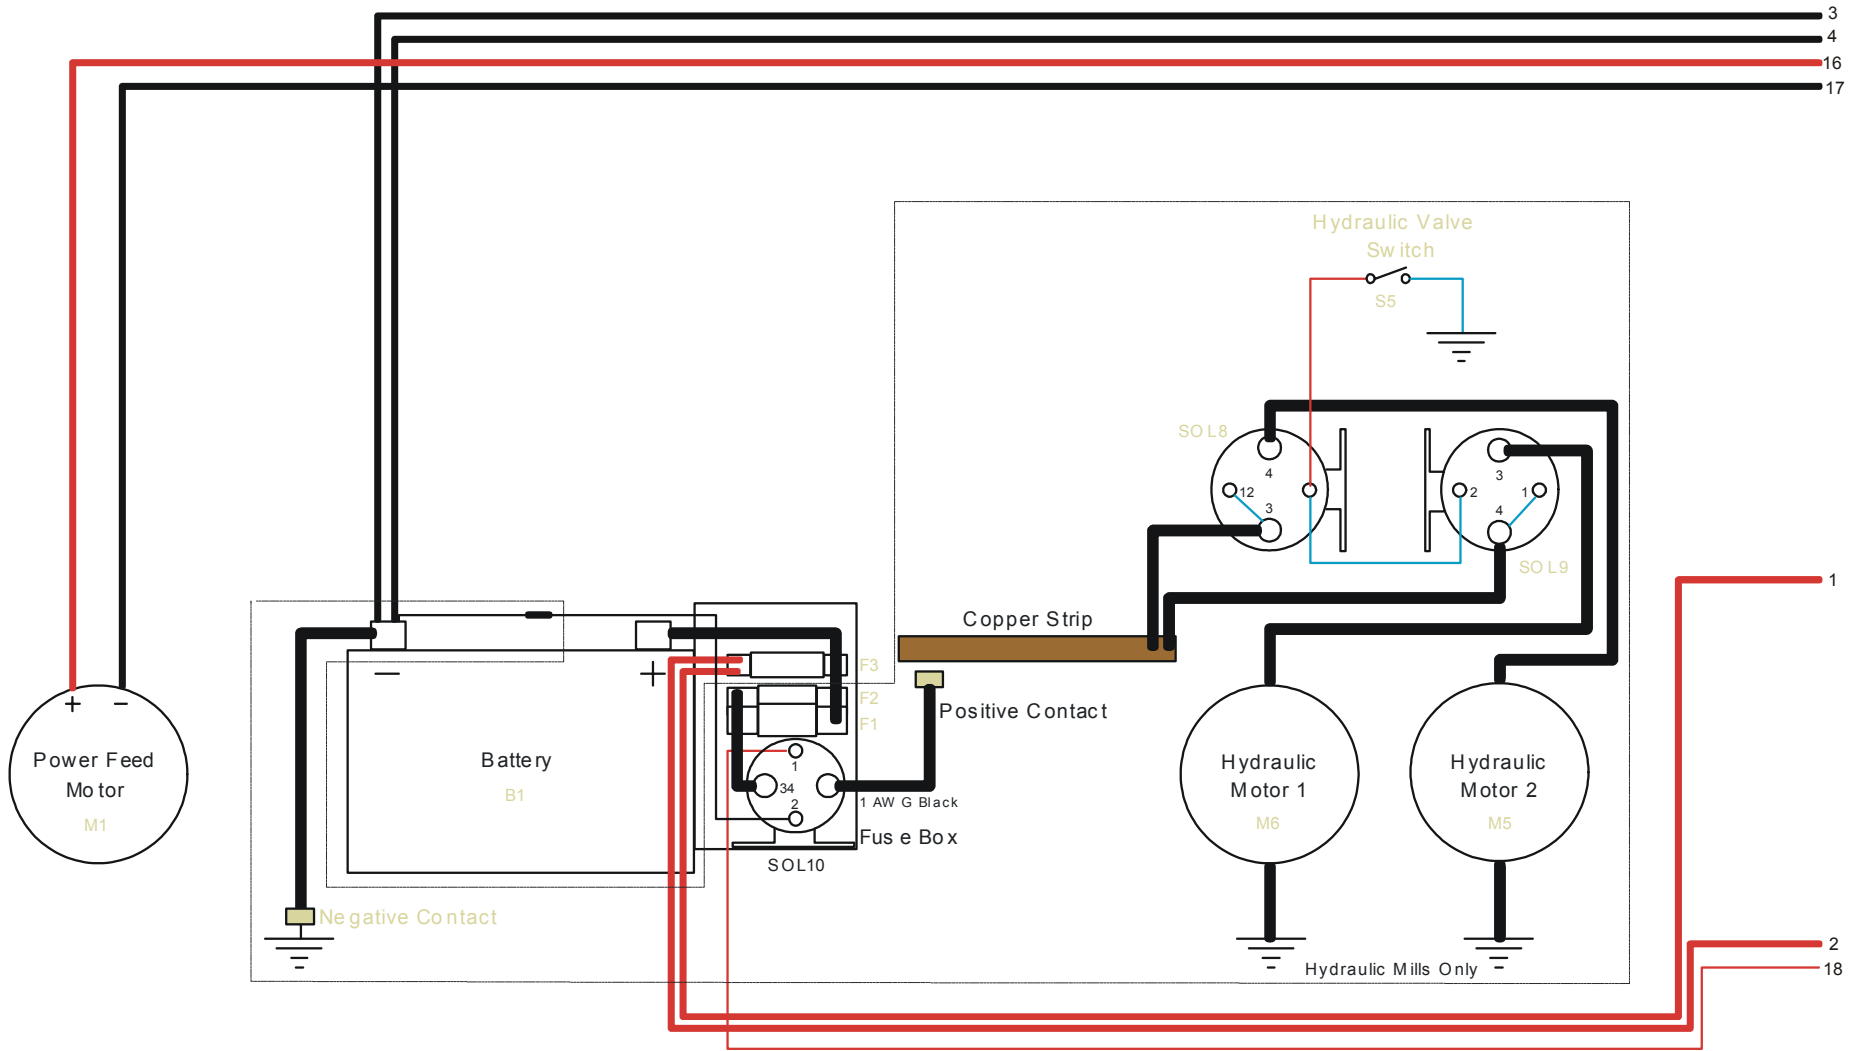 3
4
16
17
Hydraulic Valve
Switch
S5
SOL8
4
12
3
3
2
1
4
SOL9
1
Copper Strip
+
−
F3
F2
F1
+ −
Positive Contact
Power Feed
Motor
M1
Battery
B1
1
34
2
1 AWG Black
Fuse Box
SOL10
Hydraulic
Motor 1
M6
Hydraulic
Motor 2
M5
Negative Contact
Hydraulic Mills Only
2
18